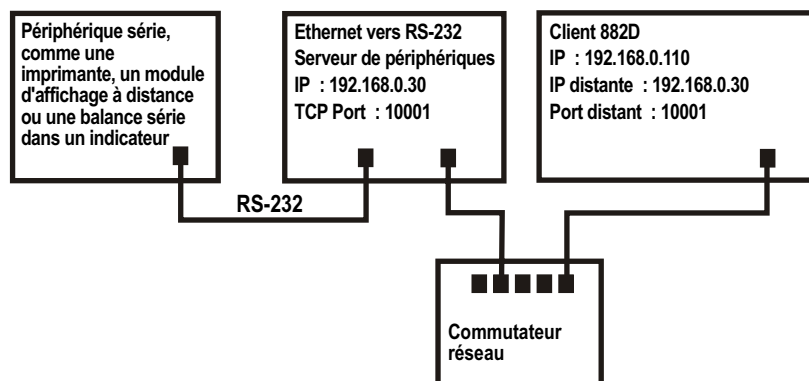 Périphérique série,
comme une
imprimante, un module
d'affichage à distance
ou une balance série
dans un indicateur
Ethernet vers RS-232
Serveur de périphériques
IP : 192.168.0.30
TCP Port : 10001
Client 882D
IP : 192.168.0.110
IP distante : 192.168.0.30
Port distant : 10001
RS-232
Commutateur
réseau